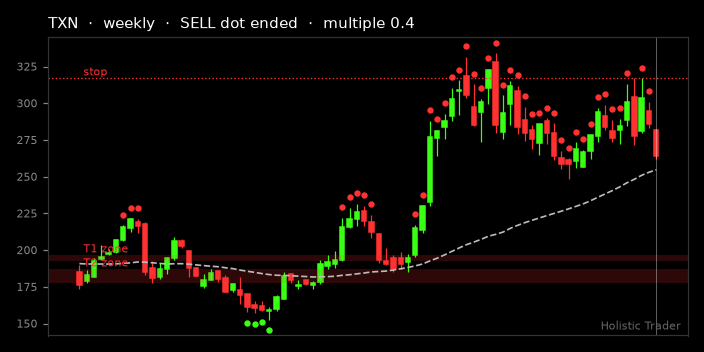 TXN · weekly · SELL dot ended · multiple 0.4
325
stop
300
275
250
225
200
T1 zone
175
150
Holistic Trader